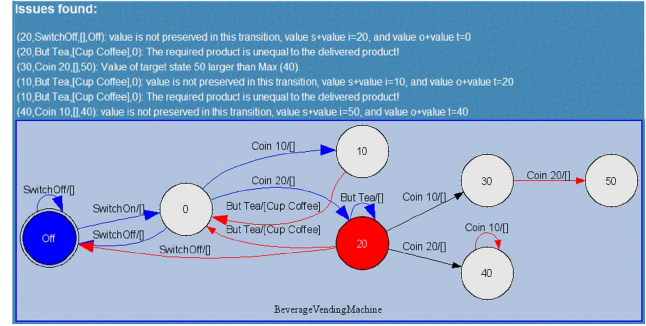 Issues found:
(20,SwitchOff,[],Off): value is not preserved in this transition, value s+value i=20, and value o+value t=0
(20,But Tea,[Cup Coffee],0): The required product is unequal to the delivered product!
(30,Coin 20,[],50): Value of target state 50 larger than Max (40).
(10,But Tea,[Cup Coffee],0): value is not preserved in this transition, value s+value i=10, and value o+value t=20
(10,But Tea,[Cup Coffee],0): The required product is unequal to the delivered product!
(40,Coin 10,[],40): value is not preserved in this transition, value s+value i=50, and value o+value t=40
Coin 10/[]
10
Coin 20/[]
30
Coin 20/[]
50
SwitchOff/[]
SwitchOn/[]
0
But Tea/[Cup Coffee]
But Tea/[]
Coin 10/[]
Off
SwitchOff/[]
But Tea/[Cup Coffee]
20
Coin 10/[]
SwitchOff/[]
Coin 20/[]
40
BeverageVendingMachine